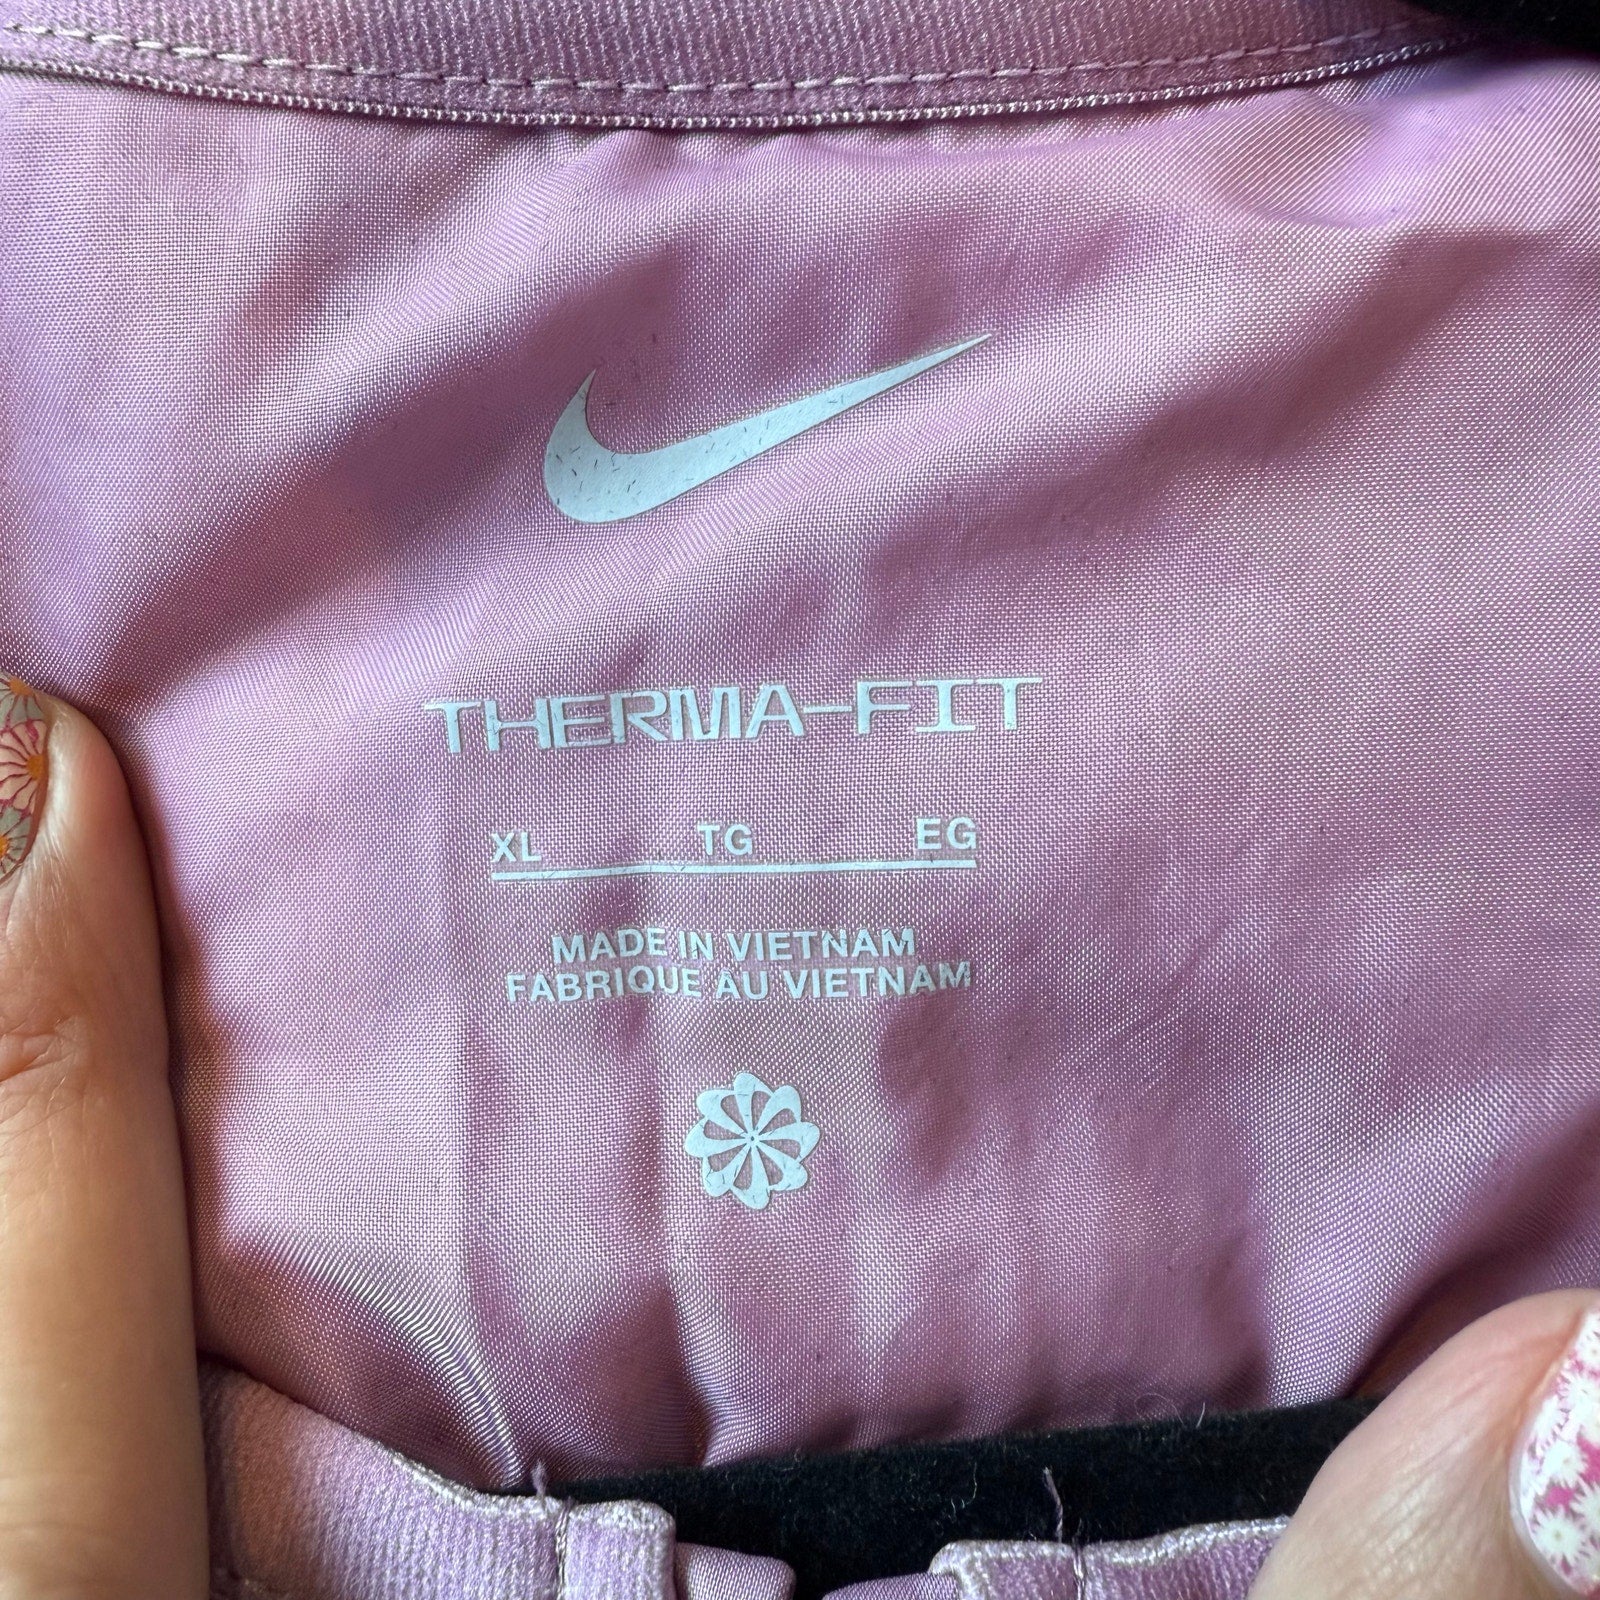 THERMA-FIT
XL TG EG
MADE IN VIETNAM
FABRIQUE AU VIETNAM